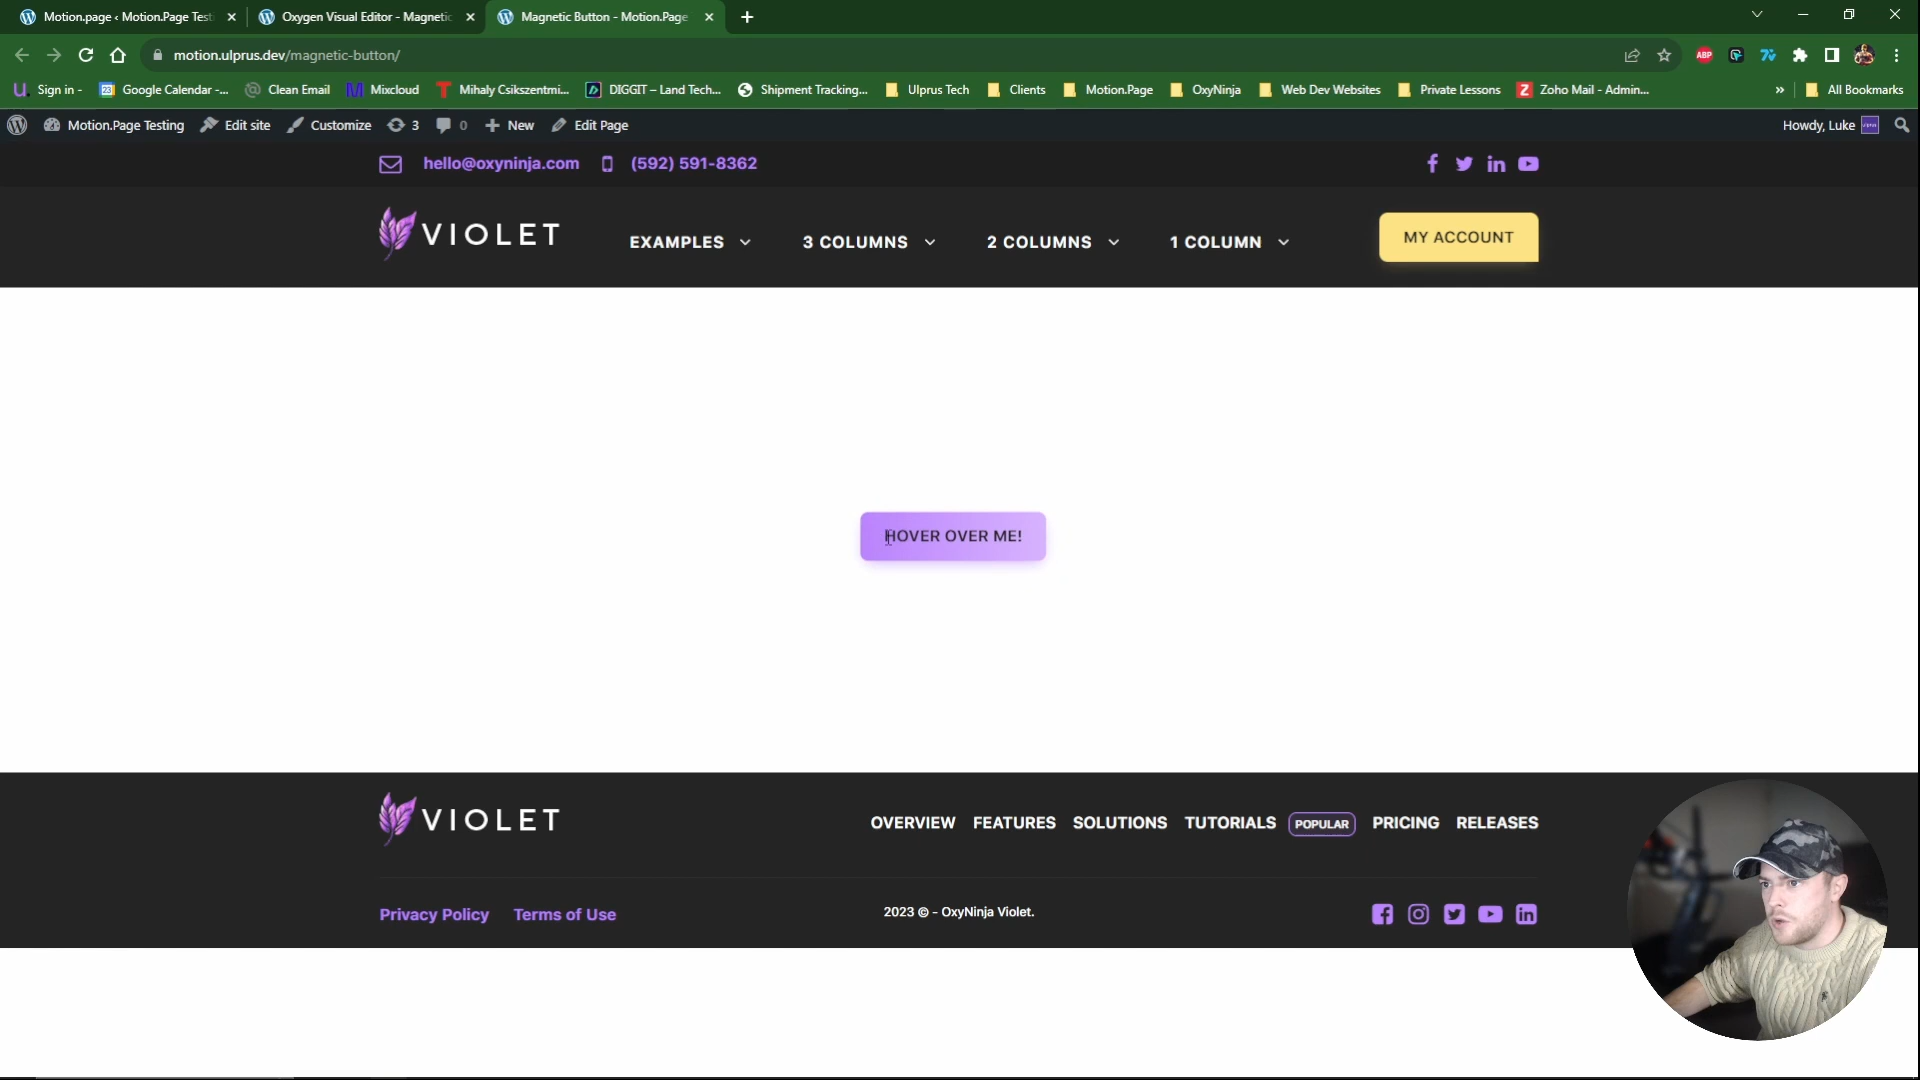 Motion.page ‹ Motion.Page Test
Oxygen Visual Editor - Magnetic
Magnetic Button - Motion.Page
motion.ulprus.dev/magnetic-button/
ABP
Sign in -
23 Google Calendar -...
Clean Email
Mixcloud
Mihaly Csikszentmi...
DIGGIT – Land Tech...
Shipment Tracking...
Ulprus Tech
Clients
Motion.Page
OxyNinja
Web Dev Websites
Private Lessons
Zoho Mail - Admin...
»
All Bookmarks
Motion.Page Testing
Edit site
Customize
3
0
New
Edit Page
Howdy, Luke
hello@oxyninja.com
(592) 591-8362
VIOLET
EXAMPLES
3 COLUMNS
2 COLUMNS
1 COLUMN
MY ACCOUNT
HOVER OVER ME!
VIOLET
OVERVIEW
FEATURES
SOLUTIONS
TUTORIALS
POPULAR
PRICING
RELEASES
Privacy Policy
Terms of Use
2023 © - OxyNinja Violet.